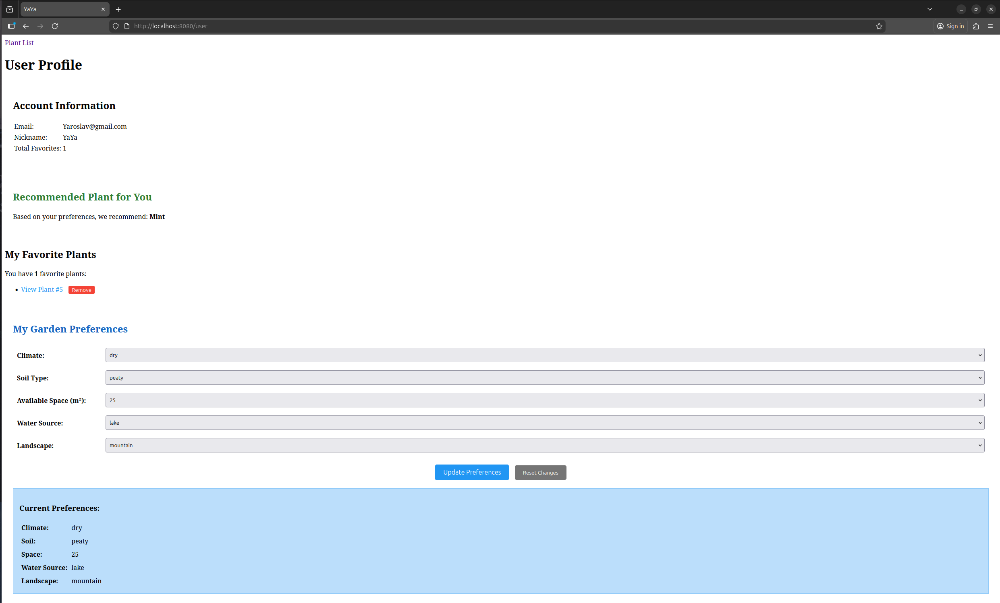 YaYa
http://localhost:8080/user
Sign in
Plant List
User Profile
Account Information
Email: Yaroslav@gmail.com
Nickname: YaYa
Total Favorites: 1
Recommended Plant for You
Based on your preferences, we recommend: Mint
My Favorite Plants
You have 1 favorite plants:
• View Plant #5 Remove
My Garden Preferences
Climate: dry
Soil Type: peaty
Available Space (m²): 25
Water Source: lake
Landscape: mountain
Update Preferences Reset Changes
Current Preferences:
Climate: dry
Soil: peaty
Space: 25
Water Source: lake
Landscape: mountain